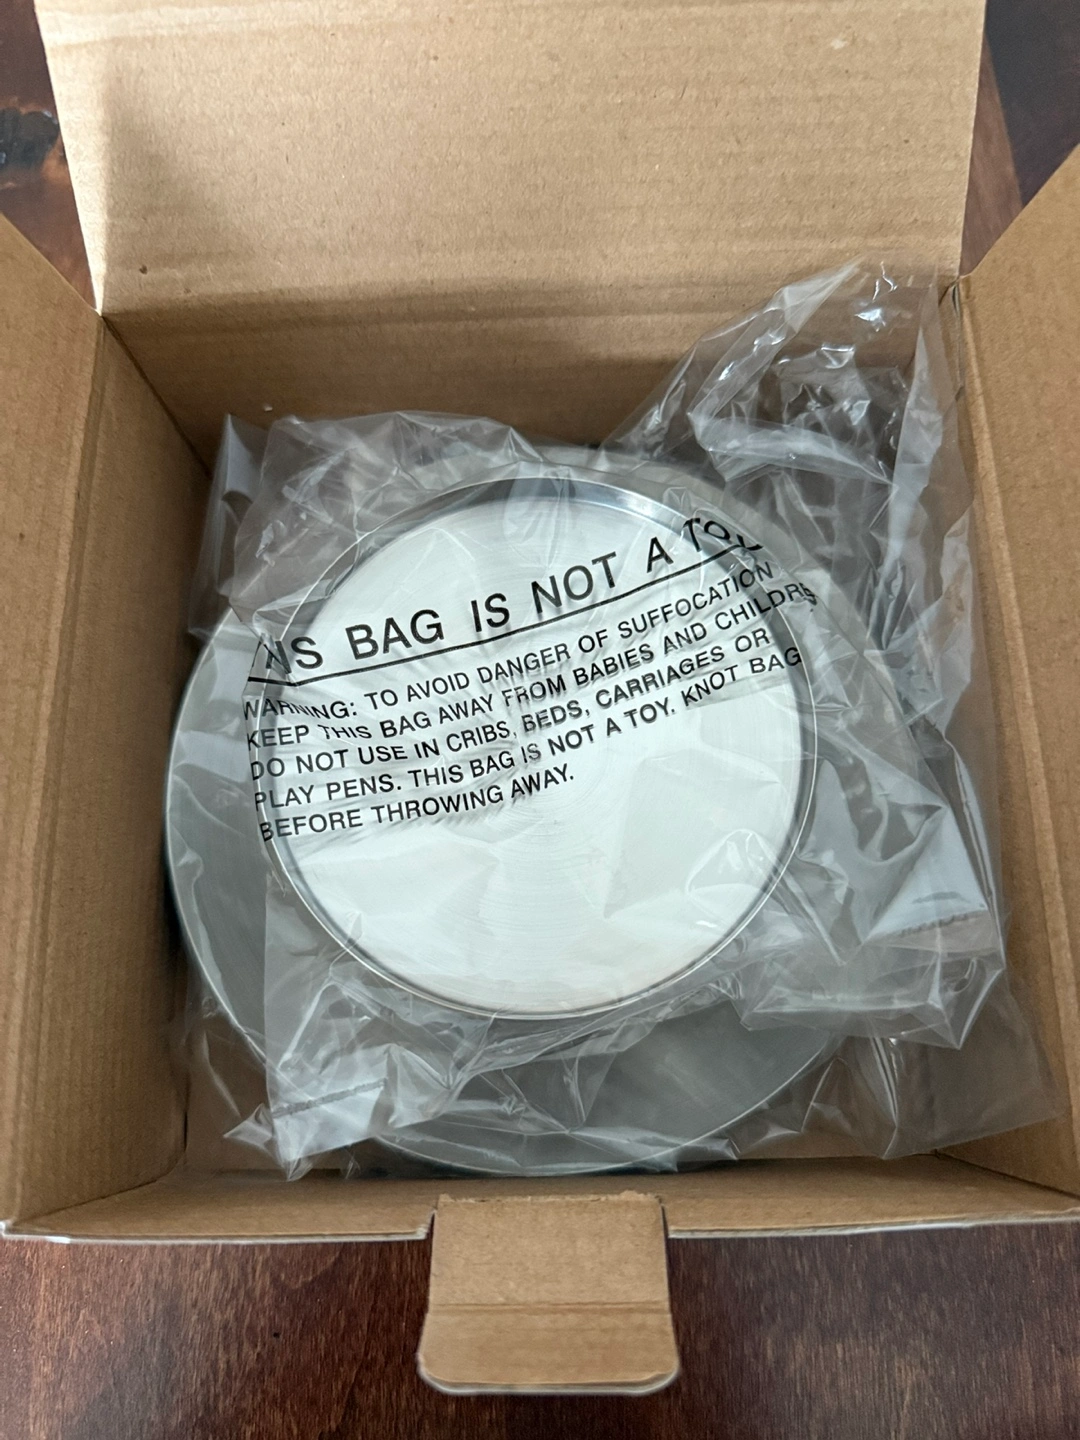 IS BAG IS NOT A TOY
WARNING: TO AVOID DANGER OF SUFFOCATION
KEEP THIS BAG AWAY FROM BABIES AND CHILDRE
DO NOT USE IN CRIBS, BEDS, CARRIAGES OR
PLAY PENS. THIS BAG IS NOT A TOY. KNOT BAG
BEFORE THROWING AWAY.